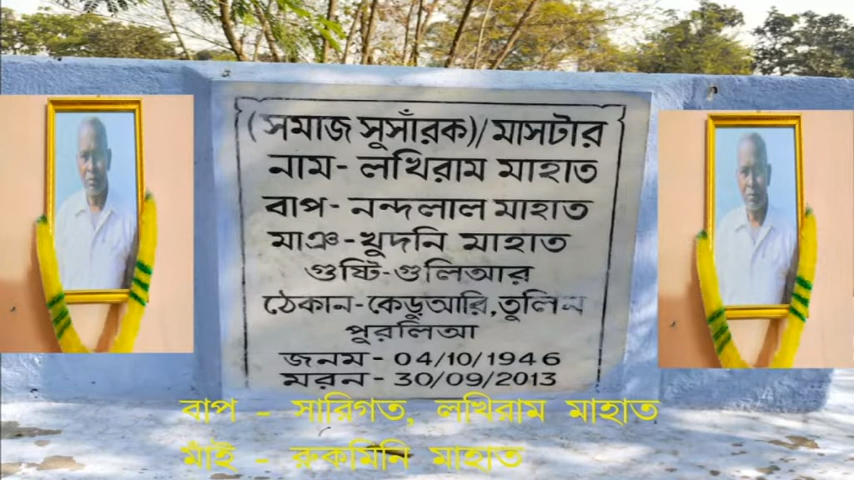 (সমাজ সুসাঁরক)/মাসটার
নাম- লখিরাম মাহাত
বাপ- নন্দলাল মাহাত
মাঞ-খুদনি মাহাত
গুষ্টি-গুলিআর
ঠেকান-কেড়ুআরি,তুলিন
পুরলিআ
জনম - 04/10/1946
মরন - 30/09/2013
বাপ - সারিগত, লখিরাম মাহাত
মাঁই - রুকমিনি মাহাত